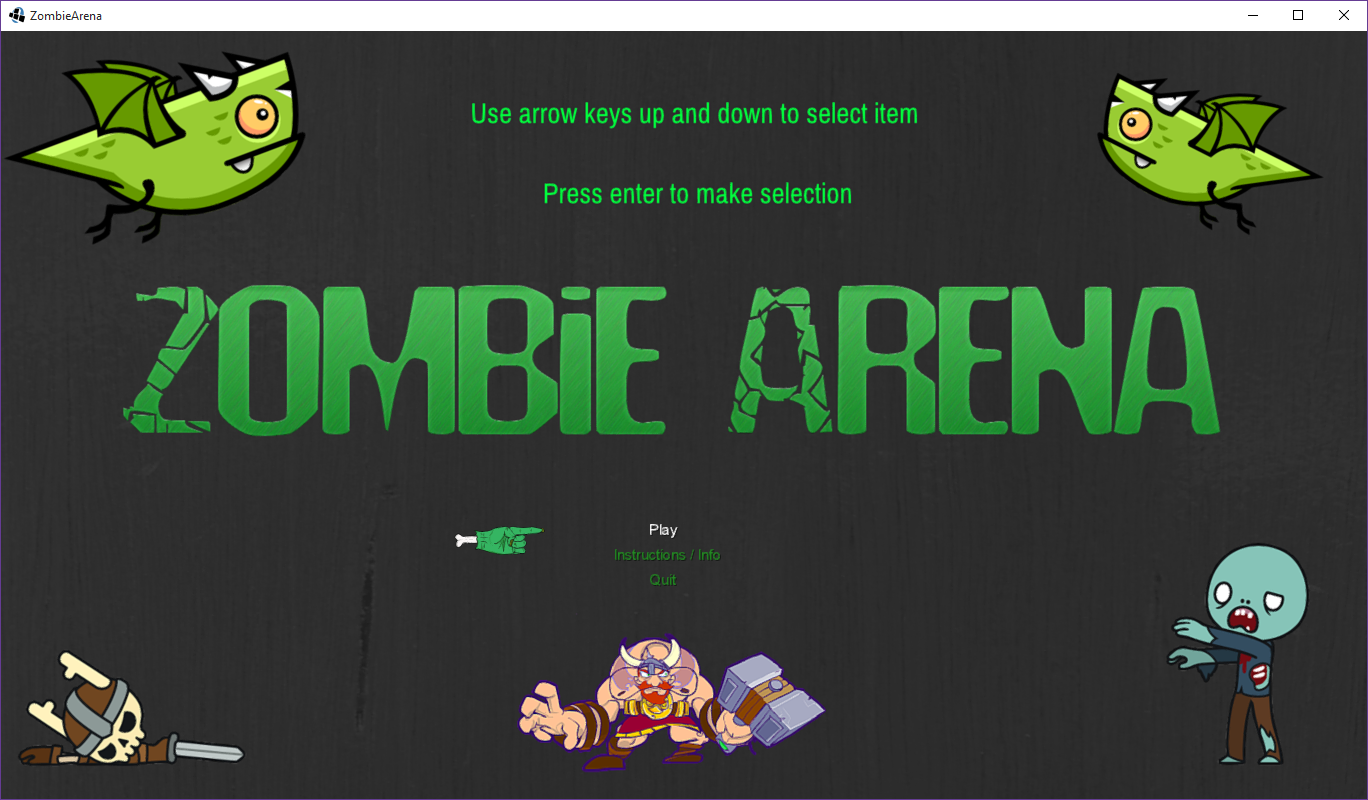 ZombieArena
Use arrow keys up and down to select item
Press enter to make selection
ZOMBiE ARENA
Play
Instructions / Info
Quit